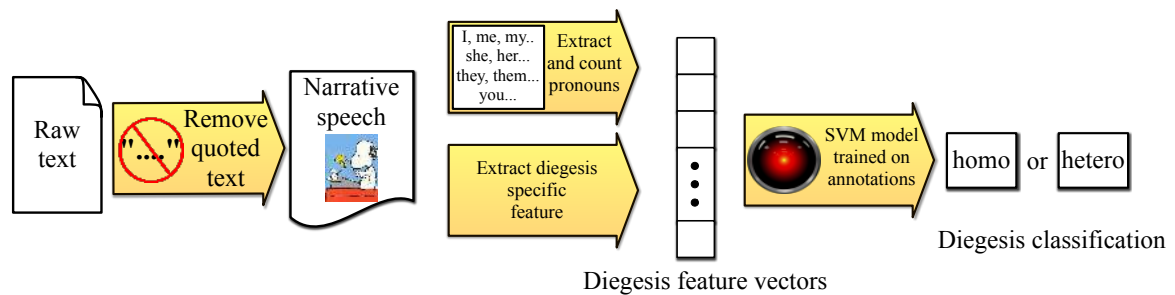 Raw
text
"...."
Remove
quoted
text
Narrative
speech
I, me, my..
she, her...
they, them...
you...
Extract
and count
pronouns
Extract diegesis
specific
feature
Diegesis feature vectors
SVM model
trained on
annotations
homo or hetero
Diegesis classification